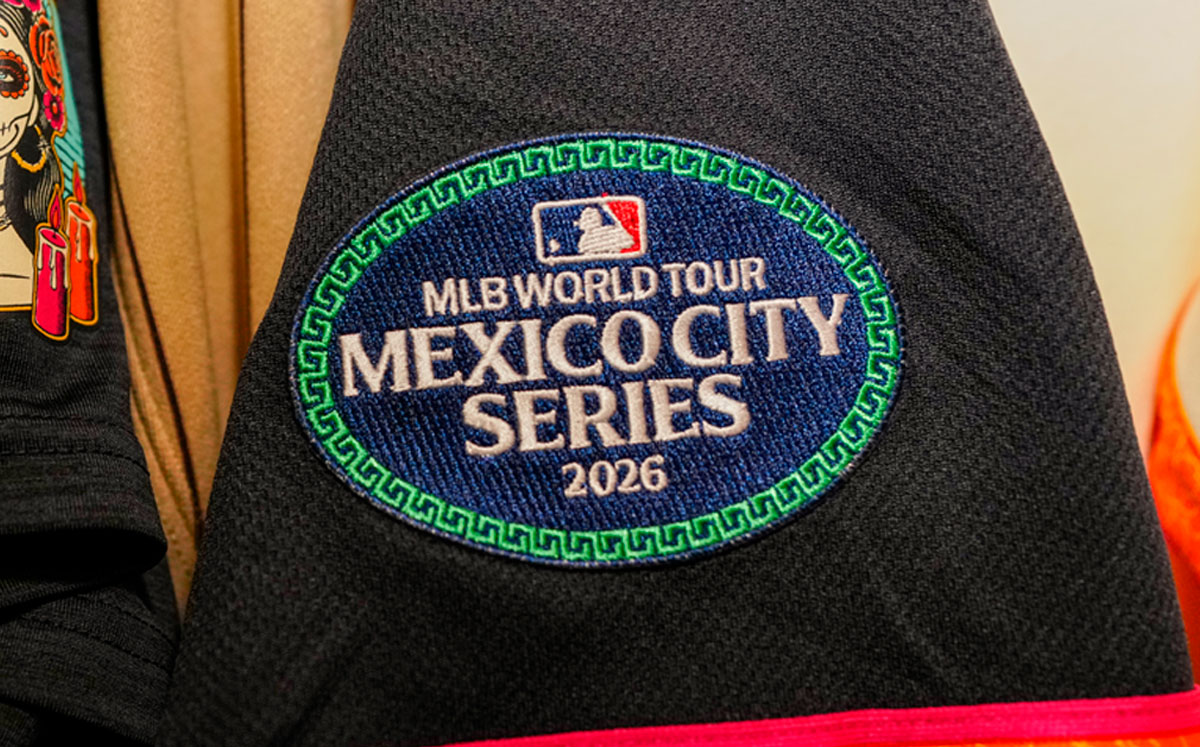 MLB WORLD TOUR
MEXICO CITY
SERIES
2026